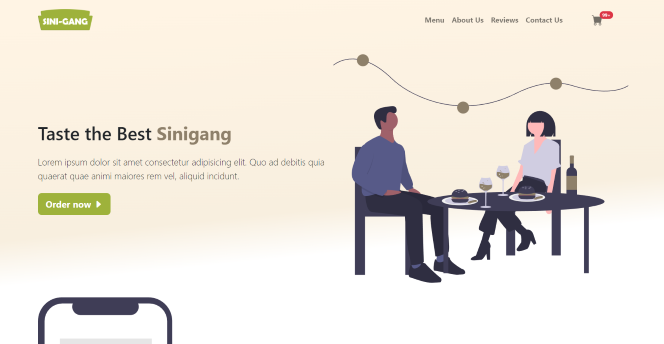 SINI-GANG
Menu About Us Reviews Contact Us
99+
Taste the Best Sinigang
Lorem ipsum dolor sit amet consectetur adipisicing elit. Quo ad debitis quia
quaerat quae animi maiores rem vel, aliquid incidunt.
Order now